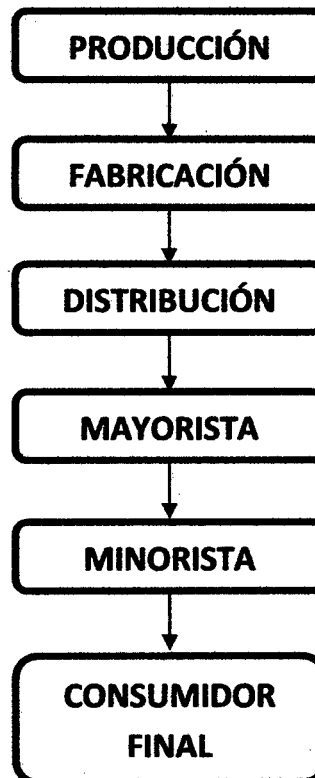 PRODUCCIÓN
FABRICACIÓN
DISTRIBUCIÓN
MAYORISTA
MINORISTA
CONSUMIDOR
FINAL